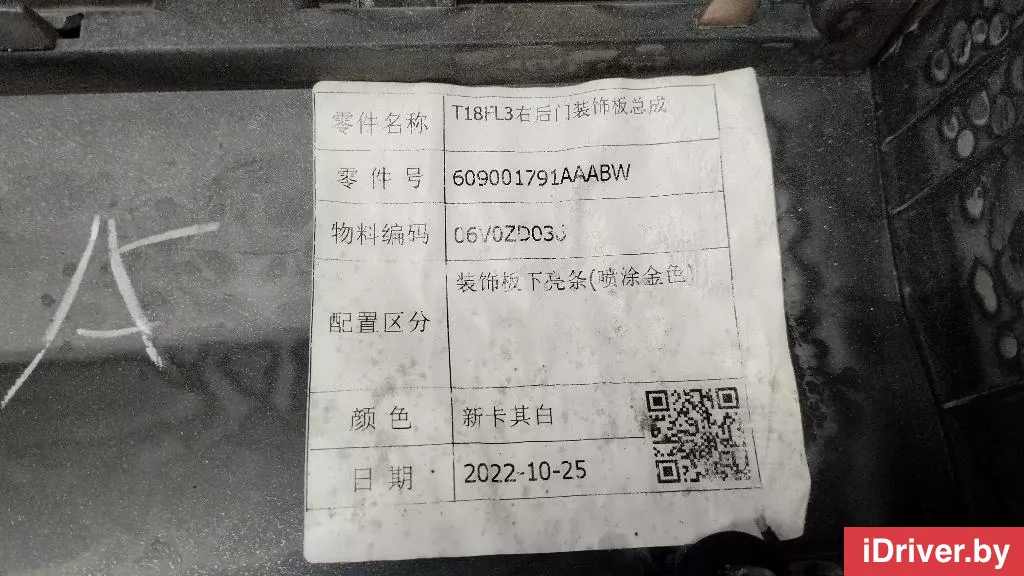 零件名称 T18FL3右后门装饰板总成
零件号 609001791AAABW
物料编码
配置区分 装饰板下亮条(喷涂金色)
颜色 新卡其白
日期 2022-10-25
A
iDriver.by